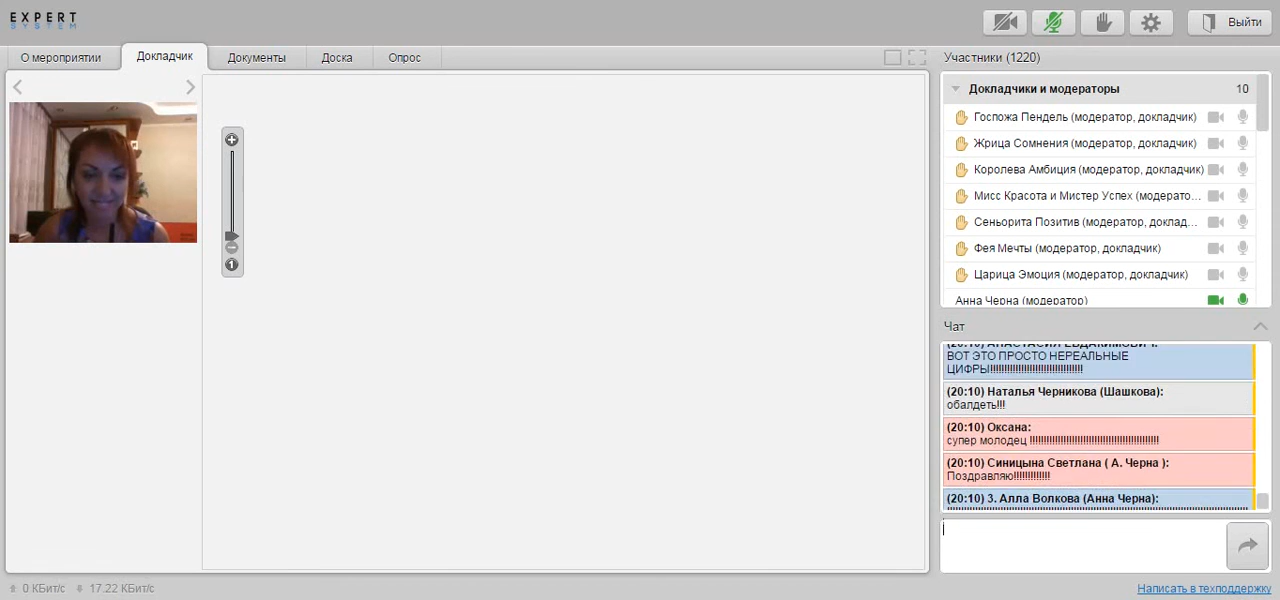 EXPERT
SYSTEM
Выйти
О мероприятии
Докладчик
Документы
Доска
Опрос
Участники (1220)
Докладчики и модераторы
10
Госпожа Пендель (модератор, докладчик)
Жрица Сомнения (модератор, докладчик)
Королева Амбиция (модератор, докладчик)
Мисс Красота и Мистер Успех (модерато...
Сеньорита Позитив (модератор, доклад...
Фея Мечты (модератор, докладчик)
Царица Эмоция (модератор, докладчик)
Анна Черна (модератор)
Чат
(20:10) АНАСТАСИЯ ЕВДАКИМОВИЧ:
ВОТ ЭТО ПРОСТО НЕРЕАЛЬНЫЕ
ЦИФРЫ!!!!!!!!!!!!!!!!!!!!!!!!!!!!!!!!!!
(20:10) Наталья Черникова (Шашкова):
обалдеть!!!
(20:10) Оксана:
супер молодец !!!!!!!!!!!!!!!!!!!!!!!!!!!!!!!!!!!!!!!!!!!!!!!
(20:10) Синицына Светлана ( А. Черна ):
Поздравляю!!!!!!!!!!!!!
(20:10) 3. Алла Волкова (Анна Черна):
0 КБит/с
17.22 КБит/с
Написать в техподдержку